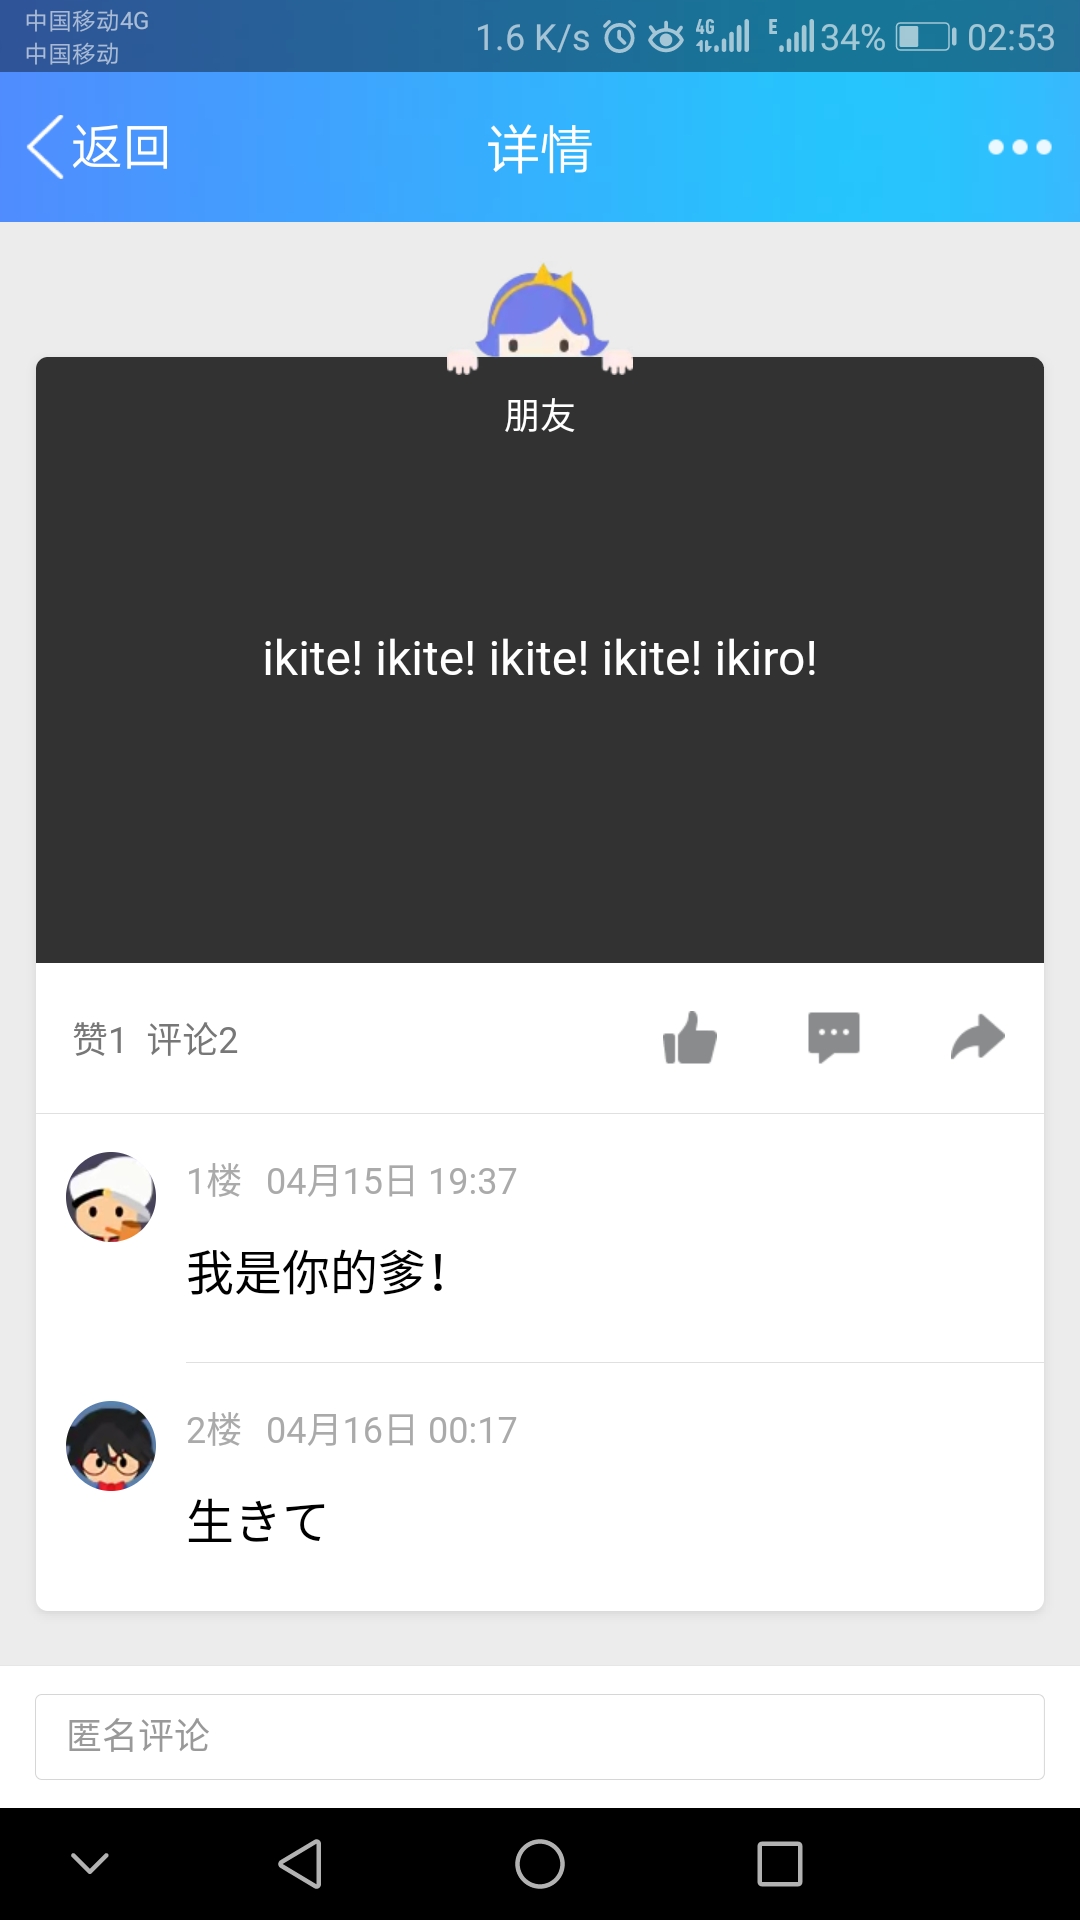 中国移动4G
中国移动
1.6 K/s 4G E 34% 02:53
返回 详情
朋友
ikite! ikite! ikite! ikite! ikiro!
赞1 评论2
1楼 04月15日 19:37
我是你的爹！
2楼 04月16日 00:17
生きて
匿名评论